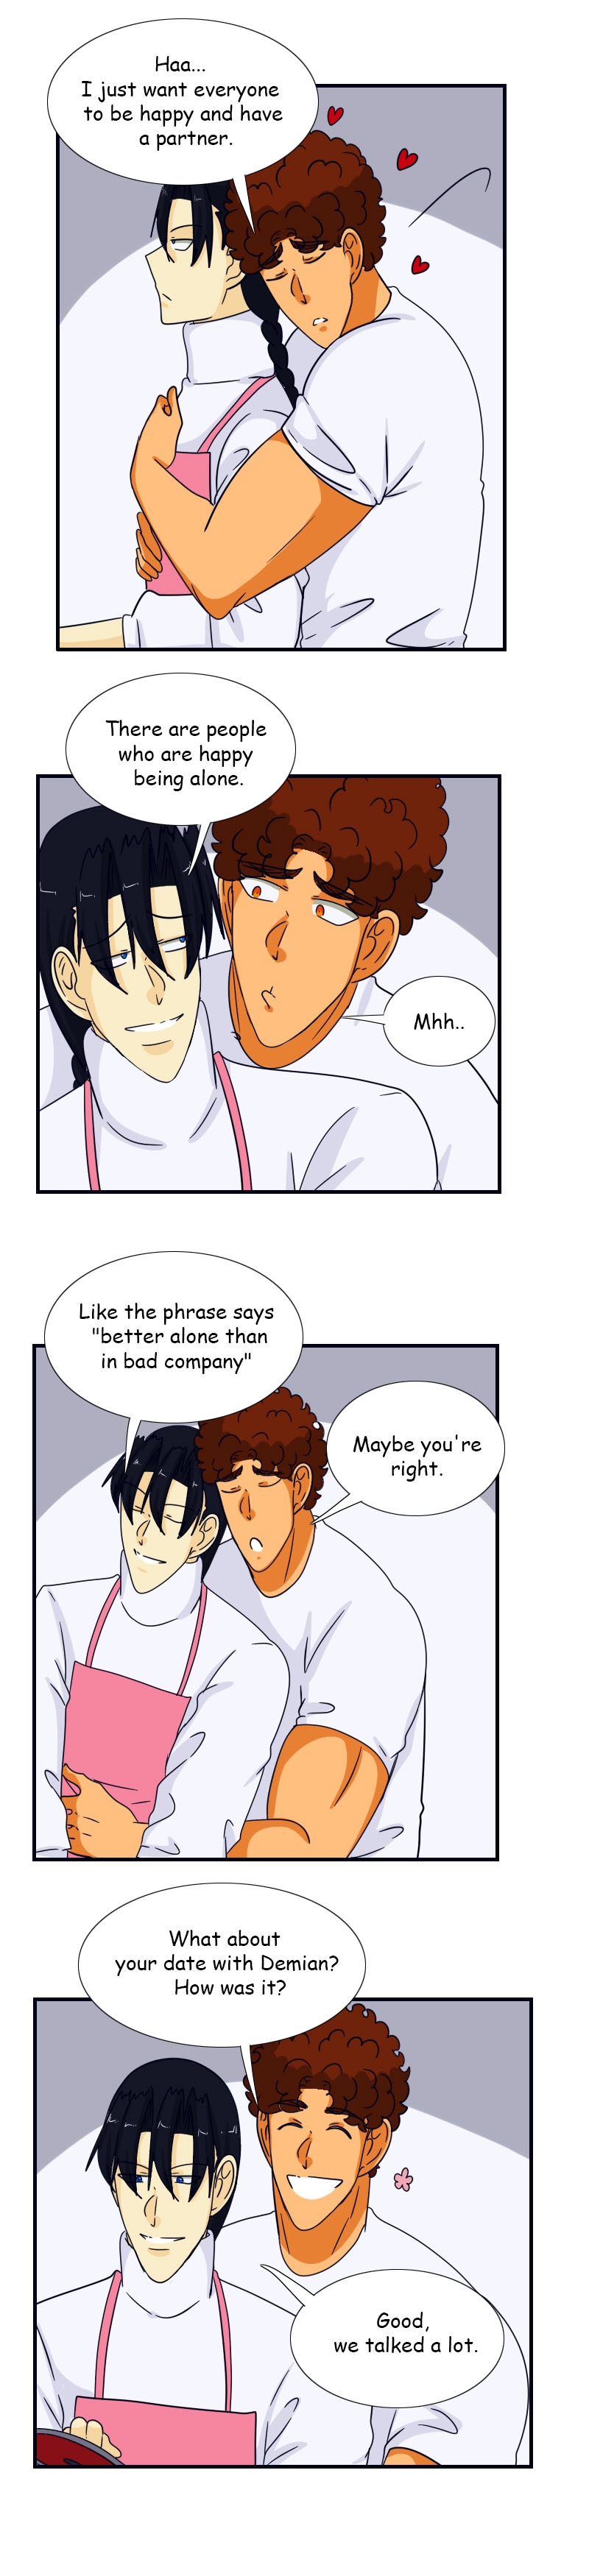 Haa...
I just want everyone
to be happy and have
a partner.
There are people
who are happy
being alone.
Mhh..
Like the phrase says
"better alone than
in bad company"
Maybe you're
right.
What about
your date with Demian?
How was it?
Good,
we talked a lot.